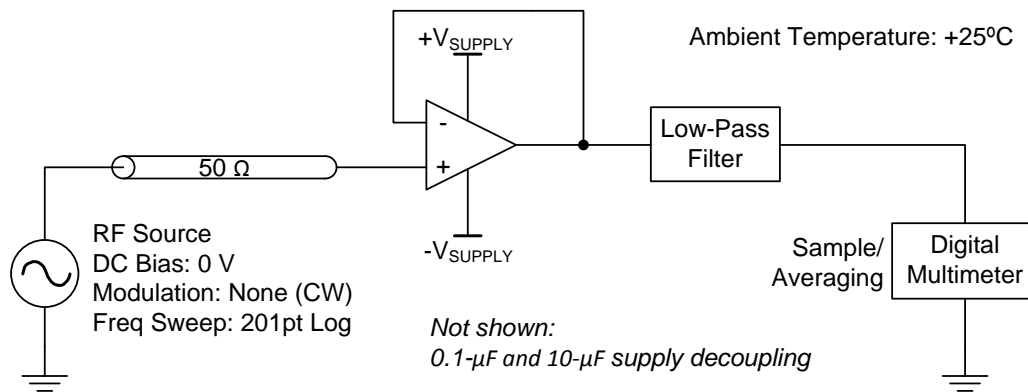 +VSUPPLY
Ambient Temperature: +25ºC
-
+
50 Ω
Low-Pass
Filter
-VSUPPLY
RF Source
DC Bias: 0 V
Modulation: None (CW)
Freq Sweep: 201pt Log
Sample/
Averaging
Digital
Multimeter
Not shown:
0.1-µF and 10-µF supply decoupling